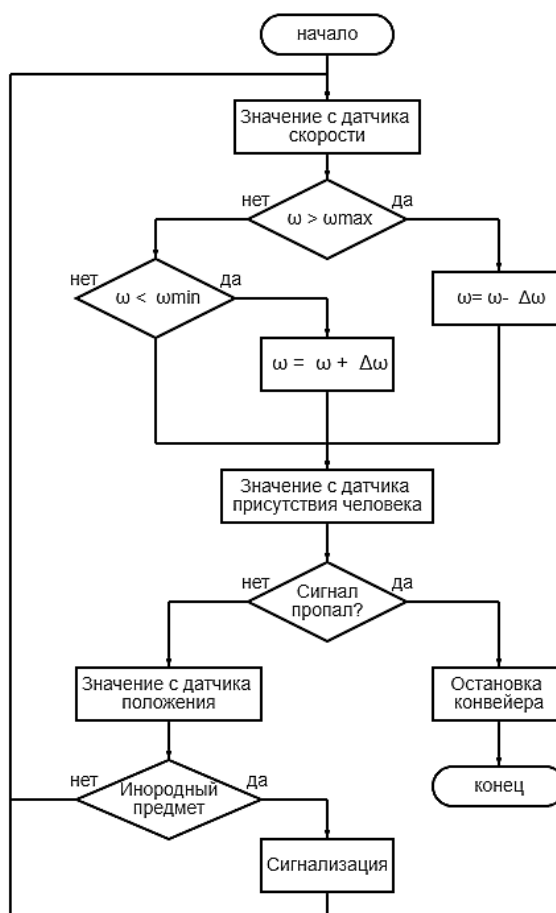 начало
Значение с датчика
скорости
нет
да
ω > ωmax
нет
да
ω < ωmin
ω= ω- Δω
ω = ω + Δω
Значение с датчика
присутствия человека
нет
да
Сигнал
пропал?
Значение с датчика
положения
Остановка
конвейера
нет
да
Инородный
предмет
конец
Сигнализация